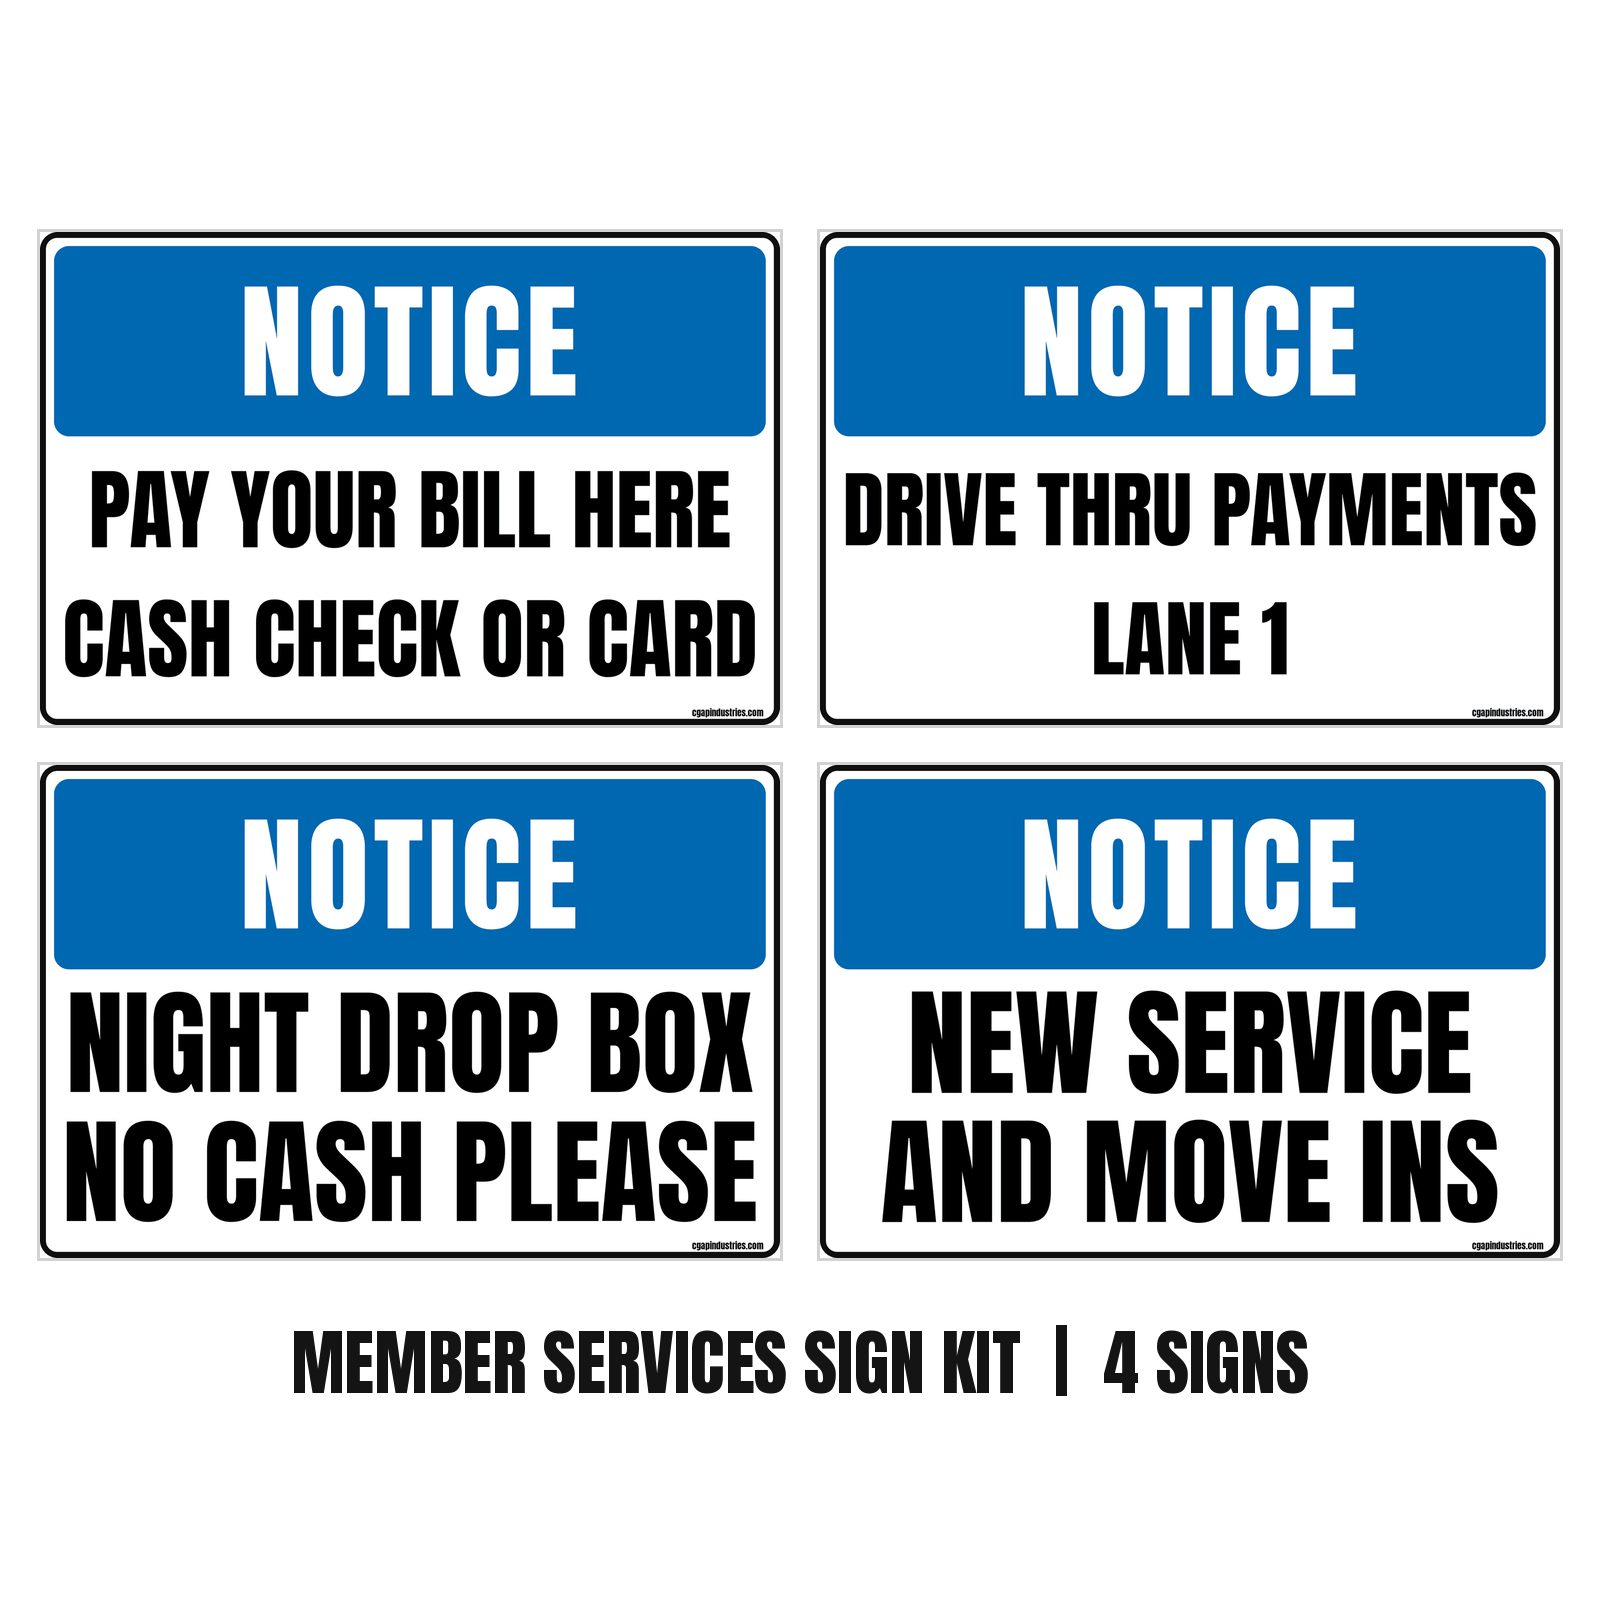 NOTICE
PAY YOUR BILL HERE
CASH CHECK OR CARD
cgapindustries.com
NOTICE
DRIVE THRU PAYMENTS
LANE 1
cgapindustries.com
NOTICE
NIGHT DROP BOX
NO CASH PLEASE
cgapindustries.com
NOTICE
NEW SERVICE
AND MOVE INS
cgapindustries.com
MEMBER SERVICES SIGN KIT | 4 SIGNS